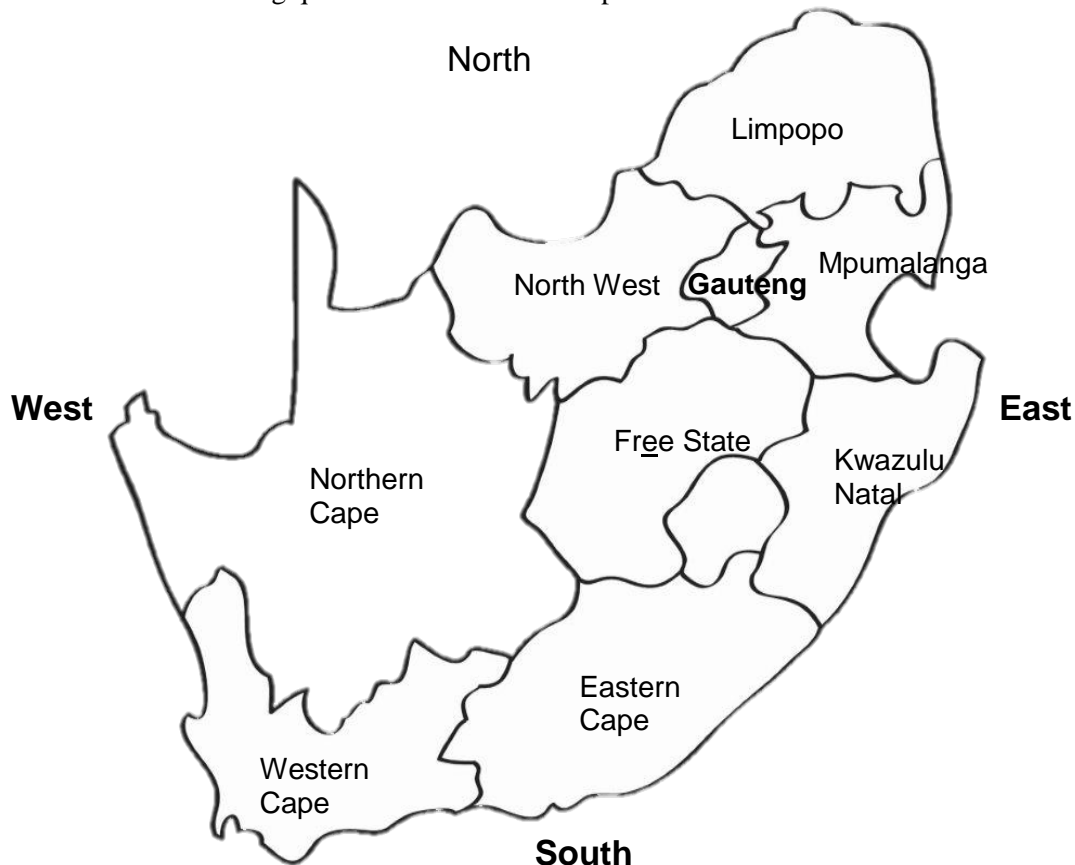 North
Limpopo
Mpumalanga
North West
Gauteng
West
East
Free State
Kwazulu
Natal
Northern
Cape
Eastern
Cape
Western
Cape
South